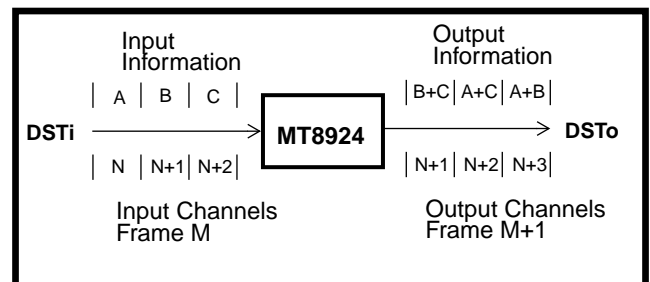 Input
Information
Output
Information
| A | B | C |
|B+C| A+C| A+B|
DSTi
MT8924
DSTo
| N | N+1| N+2|
|N+1| N+2| N+3|
Input Channels
Frame M
Output Channels
Frame M+1